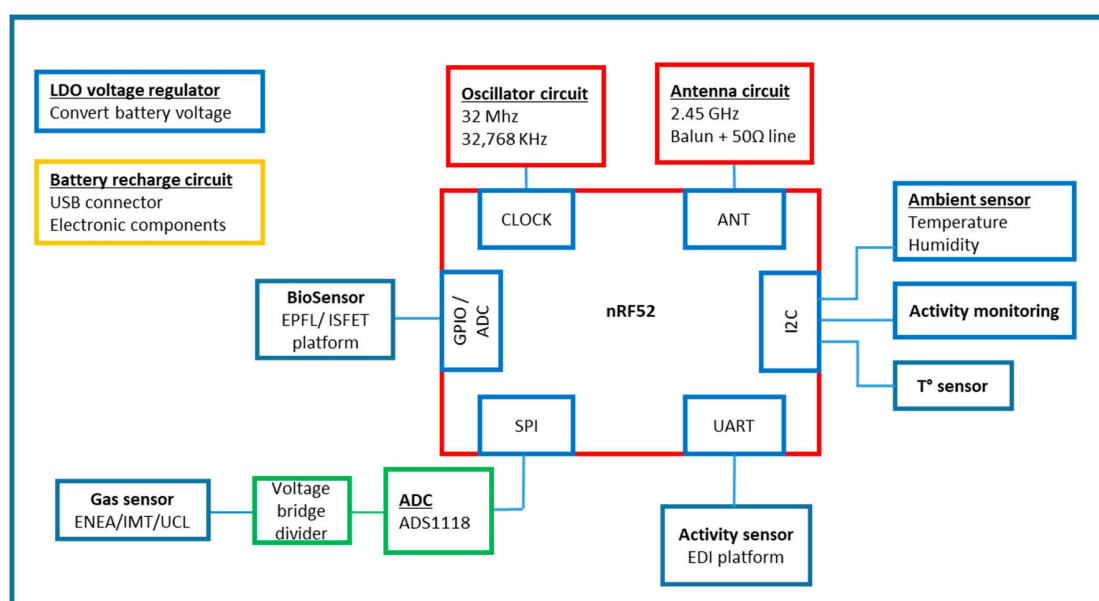 LDO voltage regulator
Convert battery voltage
Battery recharge circuit
USB connector
Electronic components
Oscillator circuit
32 Mhz
32,768 KHz
Antenna circuit
2.45 GHz
Balun + 50Ω line
CLOCK
ANT
Ambient sensor
Temperature
Humidity
BioSensor
EPFL/ ISFET
platform
GPIO /
ADC
nRF52
I2C
Activity monitoring
T° sensor
SPI
UART
Gas sensor
ENEA/IMT/UCL
Voltage
bridge
divider
ADC
ADS1118
Activity sensor
EDI platform